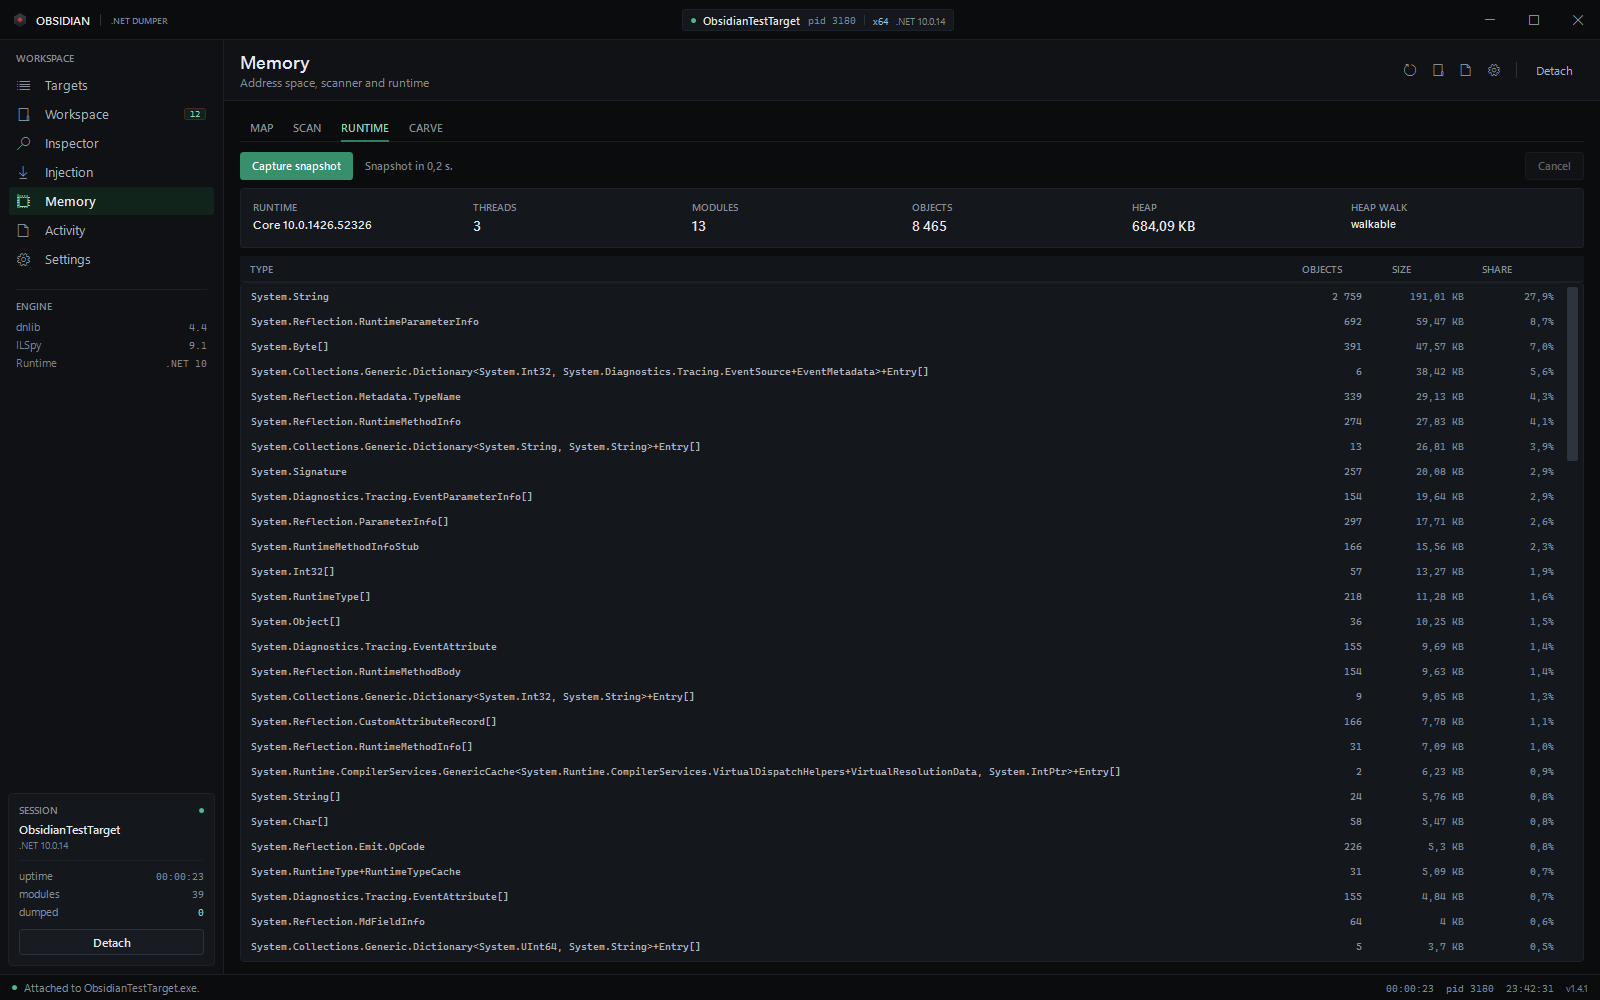 OBSIDIAN .NET DUMPER
ObsidianTestTarget pid 3180 x64 .NET 10.0.14
WORKSPACE
Targets
Workspace 12
Inspector
Injection
Memory
Activity
Settings
ENGINE
dnlib 4.4
ILSpy 9.1
Runtime .NET 10
SESSION
ObsidianTestTarget
.NET 10.0.14
uptime 00:00:23
modules 39
dumped 0
Detach
Memory
Address space, scanner and runtime
Detach
MAP SCAN RUNTIME CARVE
Capture snapshot Snapshot in 0,2 s. Cancel
RUNTIME THREADS MODULES OBJECTS HEAP HEAP WALK
Core 10.0.1426.52326 3 13 8 465 684,09 KB walkable
TYPE OBJECTS SIZE SHARE
System.String 2 759 191,01 KB 27,9%
System.Reflection.RuntimeParameterInfo 692 59,47 KB 8,7%
System.Byte[] 391 47,57 KB 7,0%
System.Collections.Generic.Dictionary<System.Int32, System.Diagnostics.Tracing.EventSource+EventMetadata>+Entry[] 6 38,42 KB 5,6%
System.Reflection.Metadata.TypeName 339 29,13 KB 4,3%
System.Reflection.RuntimeMethodInfo 274 27,83 KB 4,1%
System.Collections.Generic.Dictionary<System.String, System.String>+Entry[] 13 26,81 KB 3,9%
System.Signature 257 20,08 KB 2,9%
System.Diagnostics.Tracing.EventParameterInfo[] 154 19,64 KB 2,9%
System.Reflection.ParameterInfo[] 297 17,71 KB 2,6%
System.RuntimeMethodInfoStub 166 15,56 KB 2,3%
System.Int32[] 57 13,27 KB 1,9%
System.RuntimeType[] 218 11,28 KB 1,6%
System.Object[] 36 10,25 KB 1,5%
System.Diagnostics.Tracing.EventAttribute 155 9,69 KB 1,4%
System.Reflection.RuntimeMethodBody 154 9,63 KB 1,4%
System.Collections.Generic.Dictionary<System.Int32, System.String>+Entry[] 9 9,05 KB 1,3%
System.Reflection.CustomAttributeRecord[] 166 7,78 KB 1,1%
System.Reflection.RuntimeMethodInfo[] 31 7,09 KB 1,0%
System.Runtime.CompilerServices.GenericCache<System.Runtime.CompilerServices.VirtualDispatchHelpers+VirtualResolutionData, System.IntPtr>+Entry[] 2 6,23 KB 0,9%
System.String[] 24 5,76 KB 0,8%
System.Char[] 58 5,47 KB 0,8%
System.Reflection.Emit.OpCode 226 5,3 KB 0,8%
System.RuntimeType+RuntimeTypeCache 31 5,09 KB 0,7%
System.Diagnostics.Tracing.EventAttribute[] 155 4,84 KB 0,7%
System.Reflection.MdFieldInfo 64 4 KB 0,6%
System.Collections.Generic.Dictionary<System.UInt64, System.String>+Entry[] 5 3,7 KB 0,5%
Attached to ObsidianTestTarget.exe. 00:00:23 pid 3180 23:42:31 v1.4.1